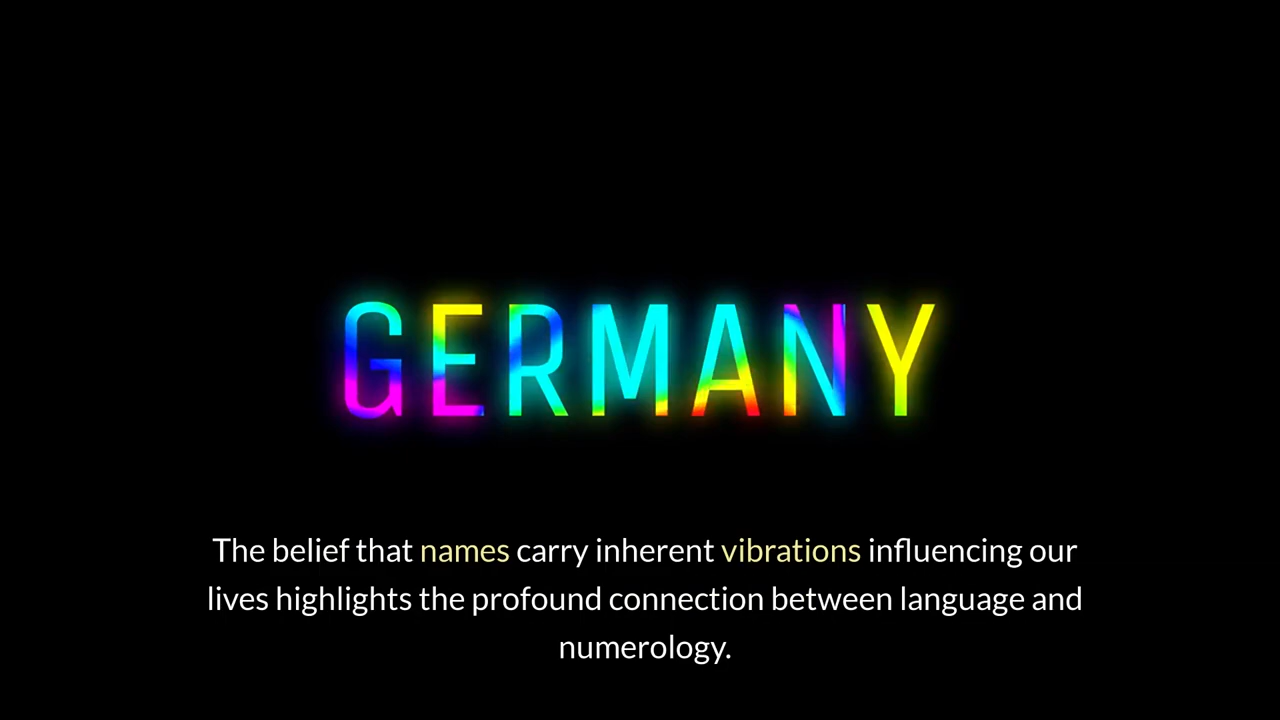 GERMANY
The belief that names carry inherent vibrations influencing our
lives highlights the profound connection between language and
numerology.